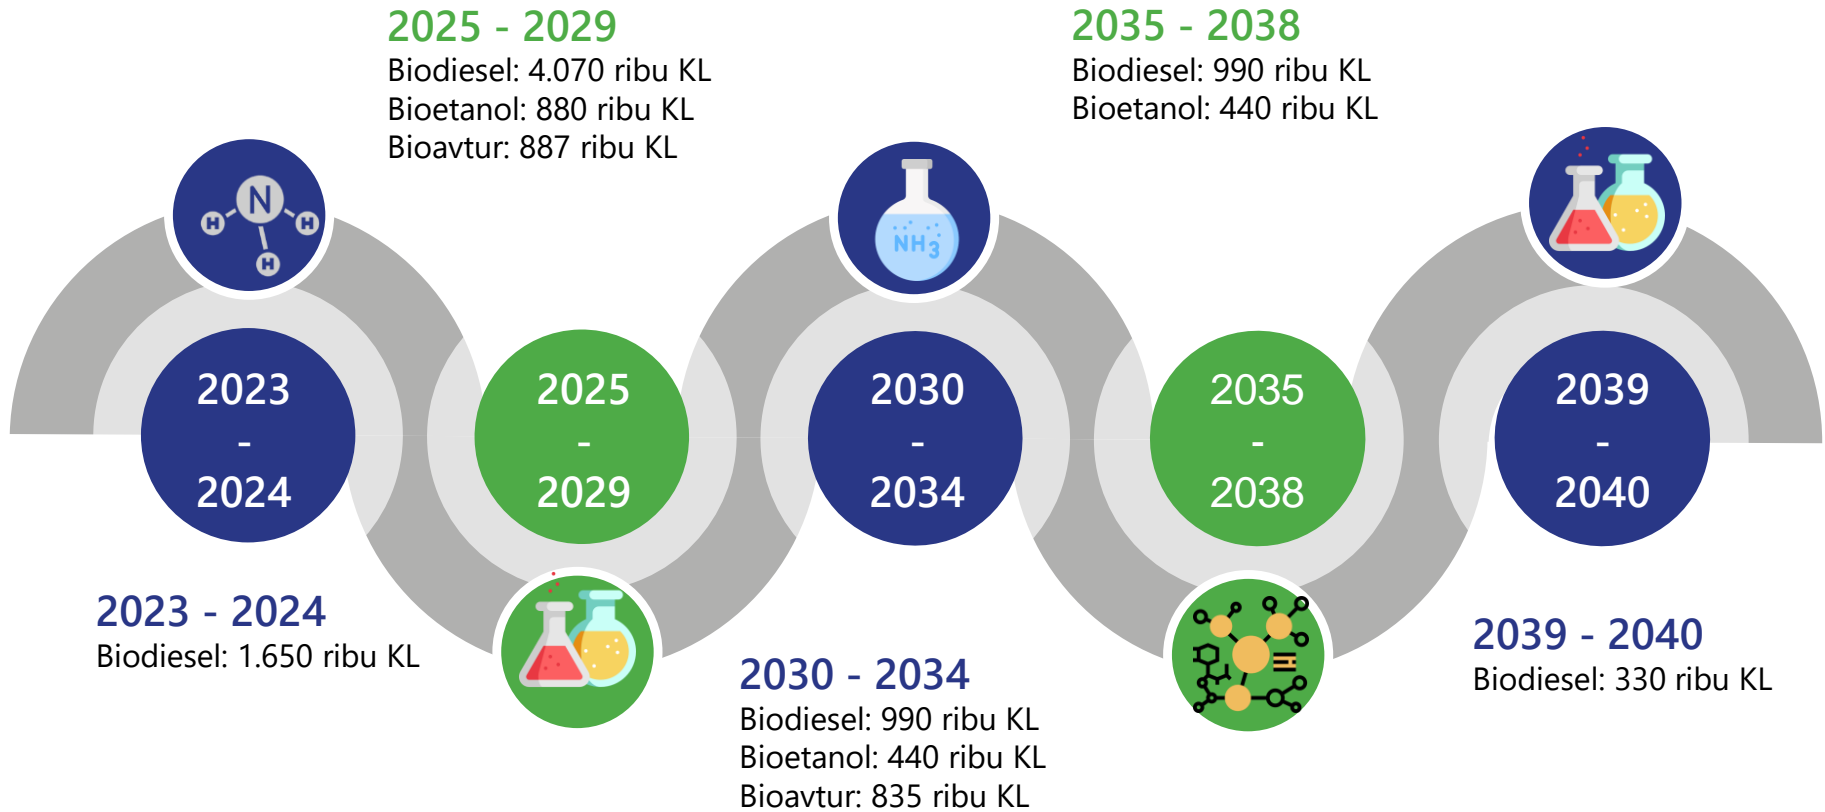 2025 - 2029
Biodiesel: 4.070 ribu KL
Bioetanol: 880 ribu KL
Bioavtur: 887 ribu KL
2035 - 2038
Biodiesel: 990 ribu KL
Bioetanol: 440 ribu KL
N
H
H
H
NH3
2023
-
2024
2025
-
2029
2030
-
2034
2035
-
2038
2039
-
2040
2023 - 2024
Biodiesel: 1.650 ribu KL
2030 - 2034
Biodiesel: 990 ribu KL
Bioetanol: 440 ribu KL
Bioavtur: 835 ribu KL
2039 - 2040
Biodiesel: 330 ribu KL